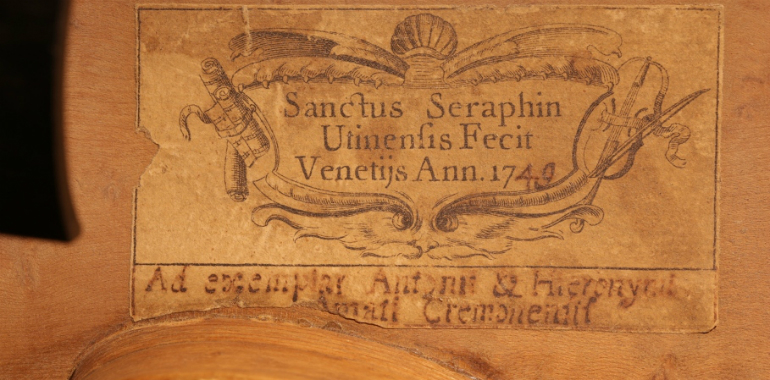 Sanctus Seraphin
Utinensis Fecit
Venetijs Ann. 1749
Ad exemplar Antonii & Hieronymi
Amati Cremonensis